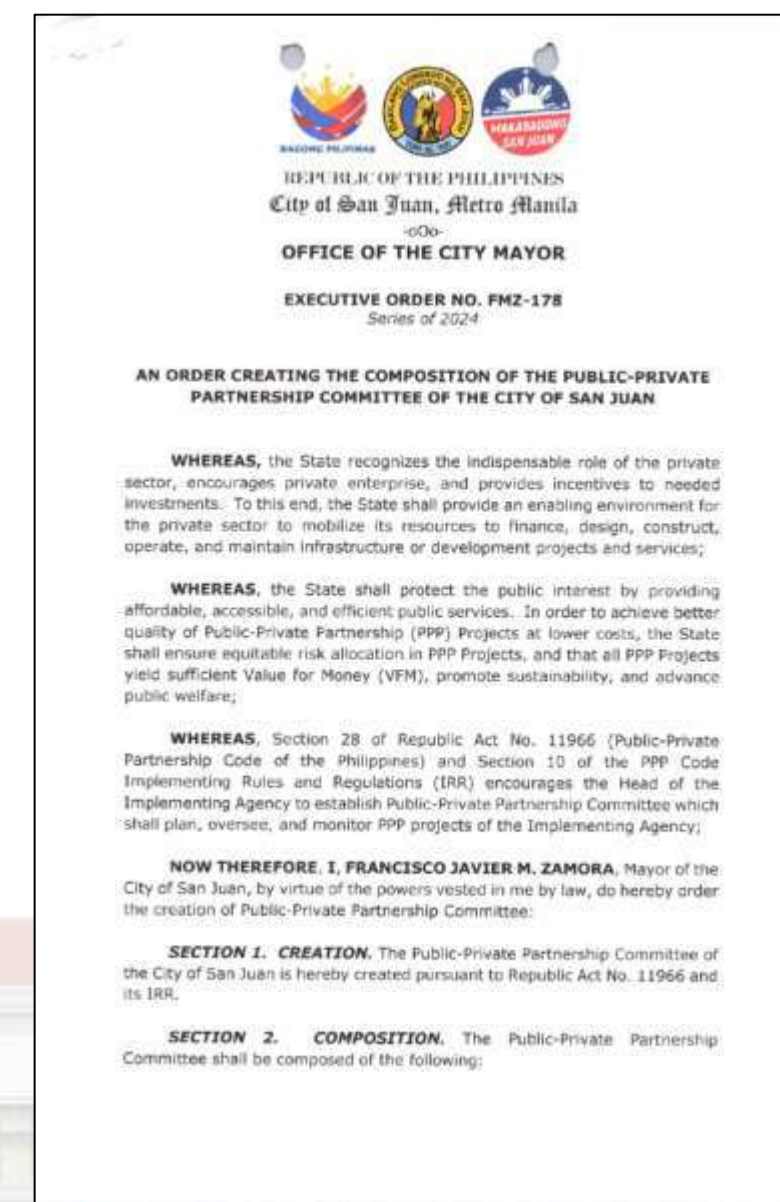 BAGONG PILIPINAS
MAKABAGONG
SAN JUAN
REPUBLIC OF THE PHILIPPINES
City of San Juan, Metro Manila
-oOo-
OFFICE OF THE CITY MAYOR
EXECUTIVE ORDER NO. FMZ-178
Series of 2024
AN ORDER CREATING THE COMPOSITION OF THE PUBLIC-PRIVATE
PARTNERSHIP COMMITTEE OF THE CITY OF SAN JUAN
WHEREAS, the State recognizes the indispensable role of the private
sector, encourages private enterprise, and provides incentives to needed
investments. To this end, the State shall provide an enabling environment for
the private sector to mobilize its resources to finance, design, construct,
operate, and maintain infrastructure or development projects and services;
WHEREAS, the State shall protect the public interest by providing
affordable, accessible, and efficient public services. In order to achieve better
quality of Public-Private Partnership (PPP) Projects at lower costs, the State
shall ensure equitable risk allocation in PPP Projects, and that all PPP Projects
yield sufficient Value for Money (VFM), promote sustainability, and advance
public welfare;
WHEREAS, Section 28 of Republic Act No. 11966 (Public-Private
Partnership Code of the Philippines) and Section 10 of the PPP Code
Implementing Rules and Regulations (IRR) encourages the Head of the
Implementing Agency to establish Public-Private Partnership Committee which
shall plan, oversee, and monitor PPP projects of the Implementing Agency;
NOW THEREFORE, I, FRANCISCO JAVIER M. ZAMORA, Mayor of the
City of San Juan, by virtue of the powers vested in me by law, do hereby order
the creation of Public-Private Partnership Committee:
SECTION 1. CREATION. The Public-Private Partnership Committee of
the City of San Juan is hereby created pursuant to Republic Act No. 11966 and
its IRR.
SECTION 2. COMPOSITION. The Public-Private Partnership
Committee shall be composed of the following: